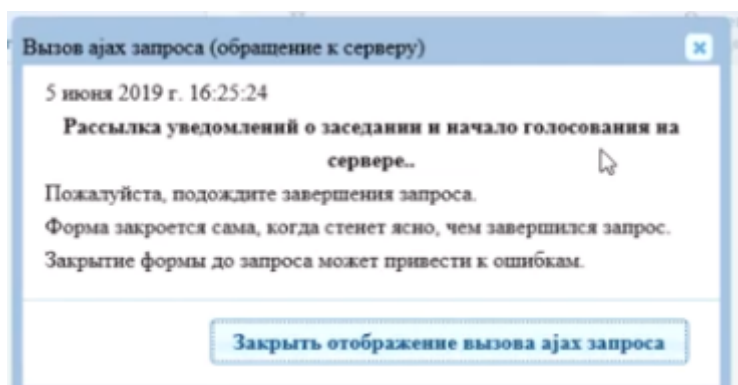 Вызов ajax запроса (обращение к серверу)
5 июня 2019 г. 16:25:24
Рассылка уведомлений о заседании и начало голосования на
сервере..
Пожалуйста, подождите завершения запроса.
Форма закроется сама, когда стенет ясно, чем завершился запрос.
Закрытие формы до запроса может привести к ошибкам.
Закрыть отображение вызова ajax запроса